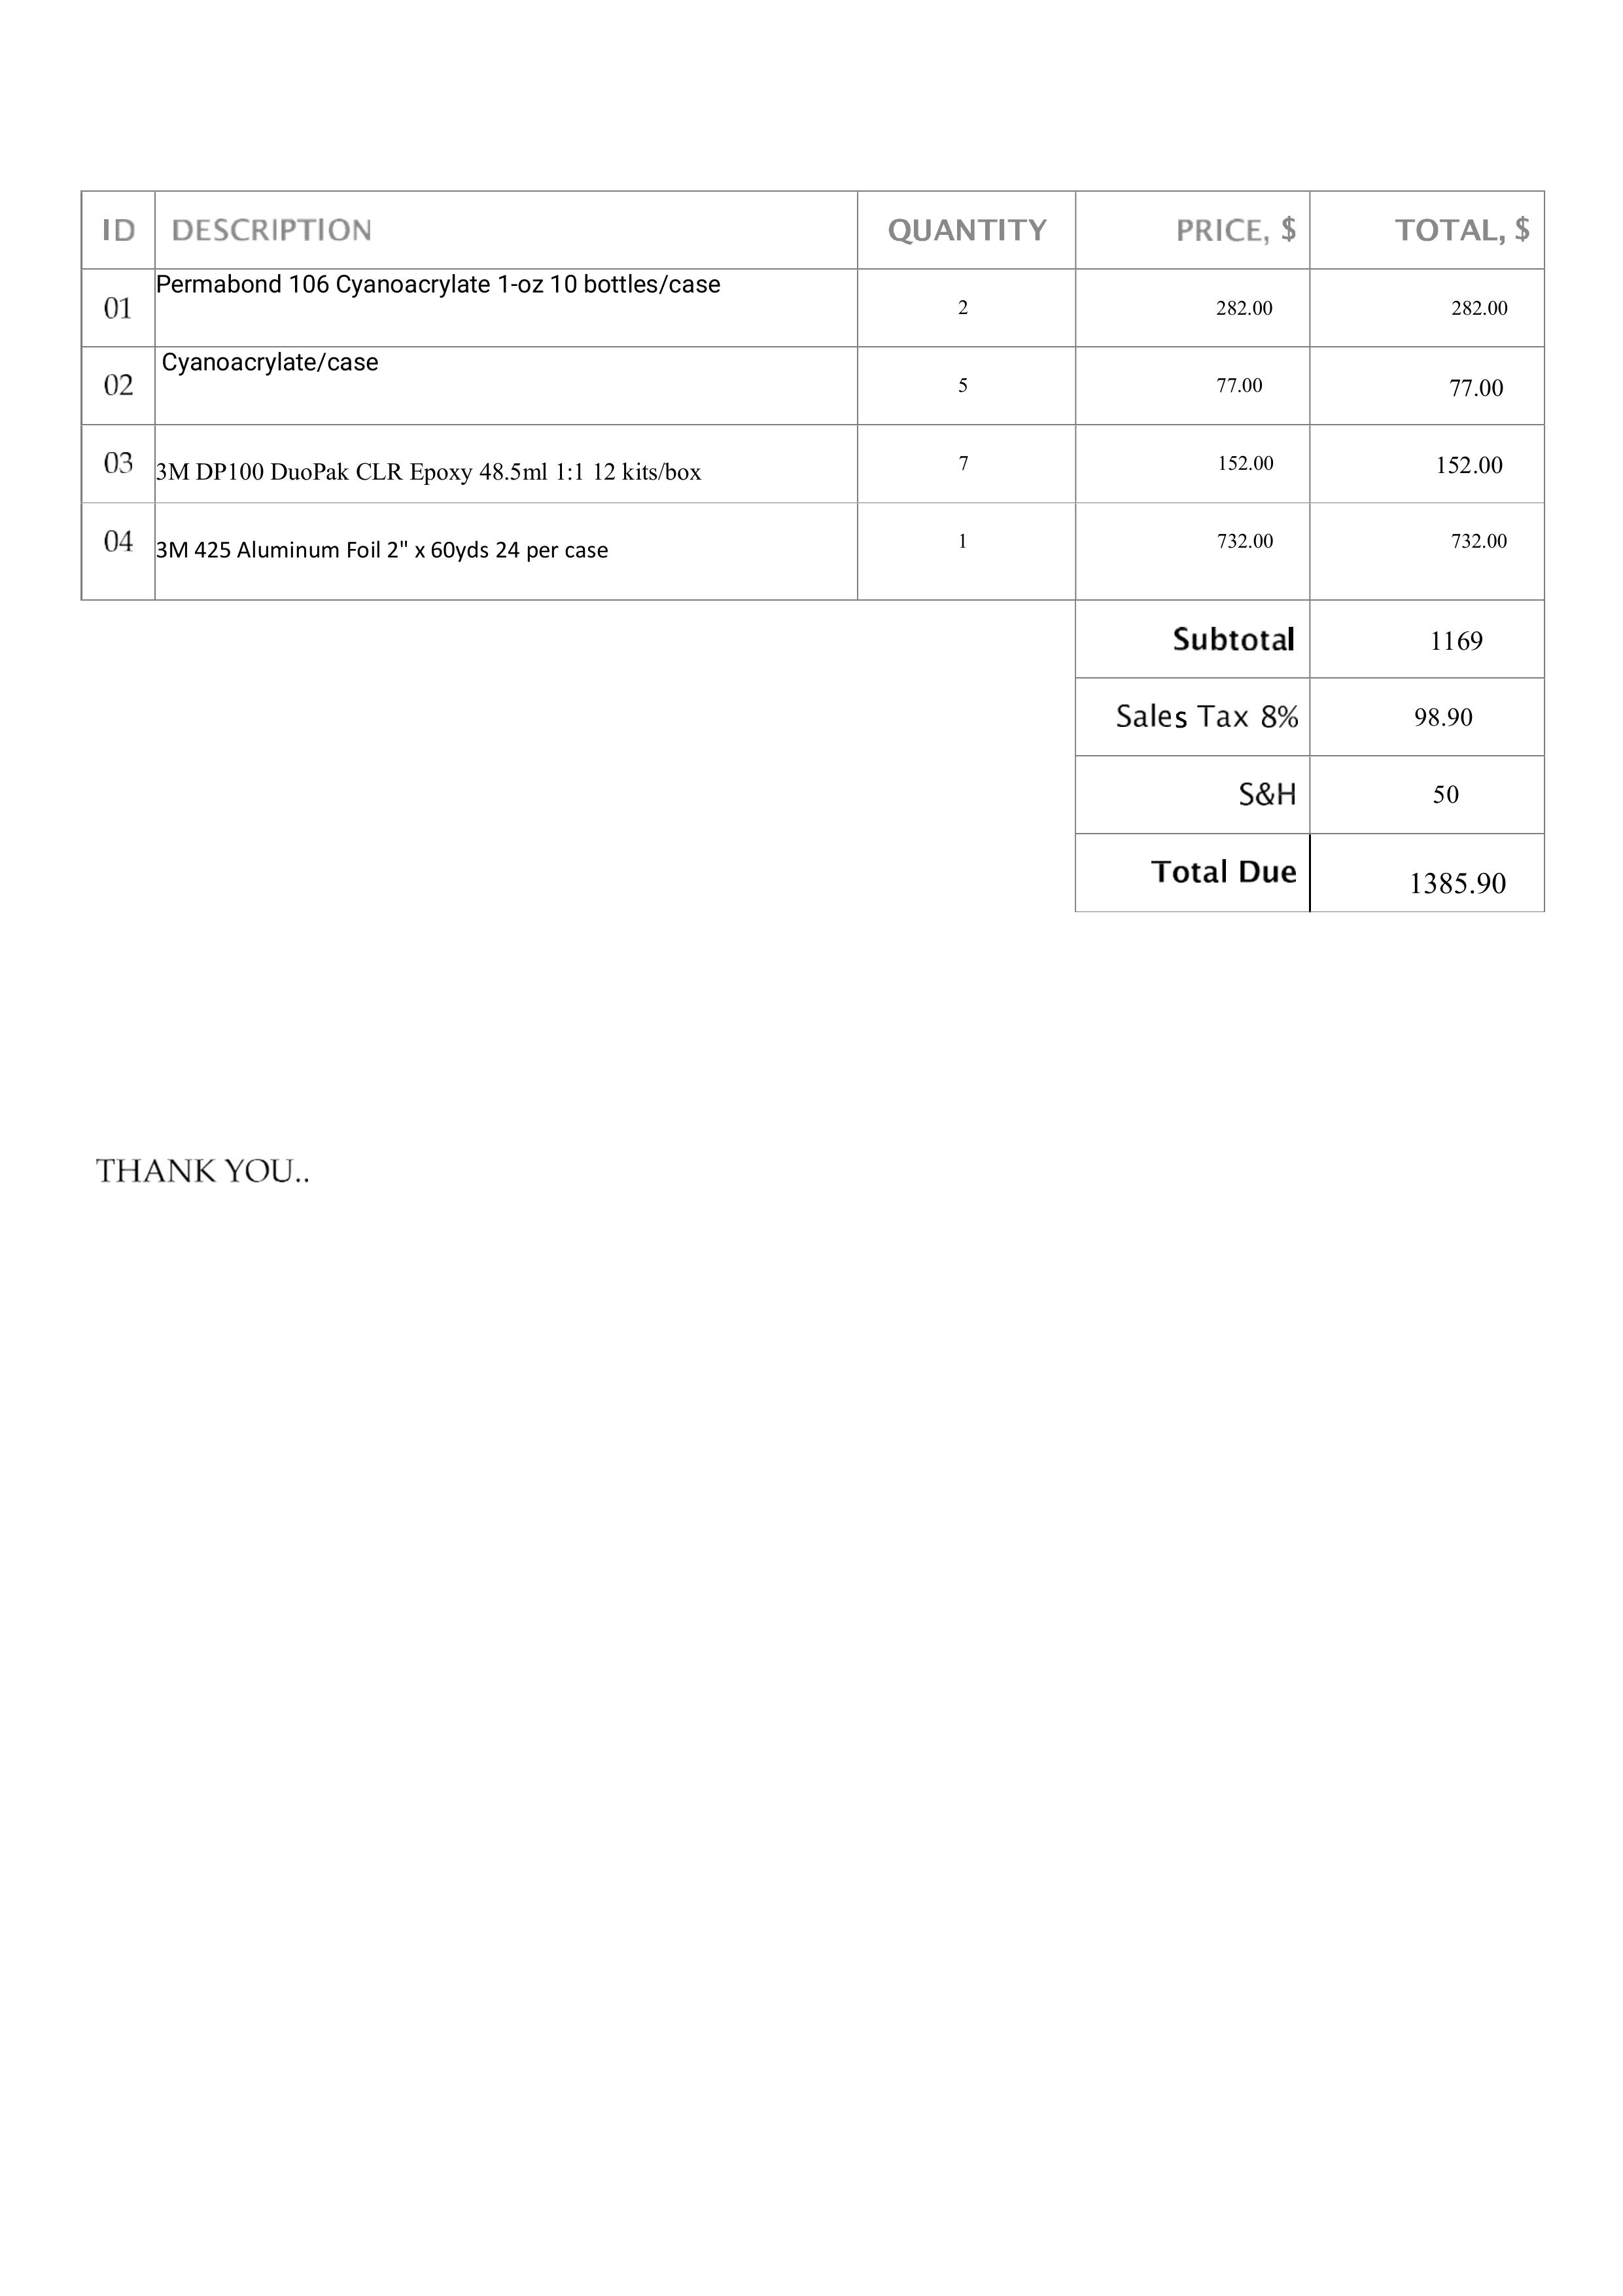 ID DESCRIPTION QUANTITY PRICE, $ TOTAL, $
01 Permabond 106 Cyanoacrylate 1-oz 10 bottles/case 2 282.00 282.00
02 Cyanoacrylate/case 5 77.00 77.00
03 3M DP100 DuoPak CLR Epoxy 48.5ml 1:1 12 kits/box 7 152.00 152.00
04 3M 425 Aluminum Foil 2" x 60yds 24 per case 1 732.00 732.00
Subtotal 1169
Sales Tax 8% 98.90
S&H 50
Total Due 1385.90
THANK YOU..